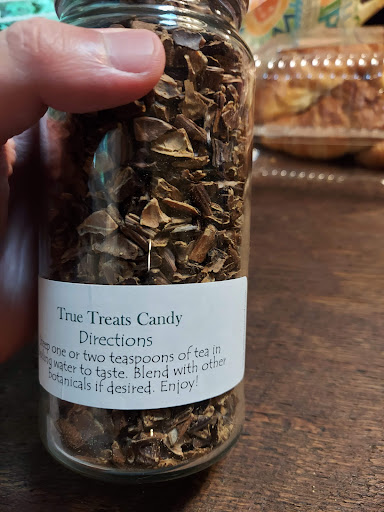 True Treats Candy
Directions
one or two teaspoons of tea in
water to taste. Blend with other
botanicals if desired. Enjoy!